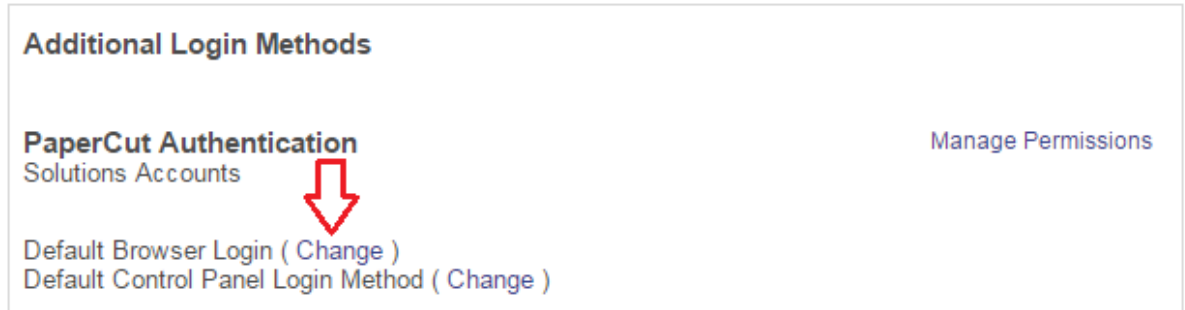 Additional Login Methods
PaperCut Authentication
Manage Permissions
Solutions Accounts
Default Browser Login ( Change )
Default Control Panel Login Method ( Change )